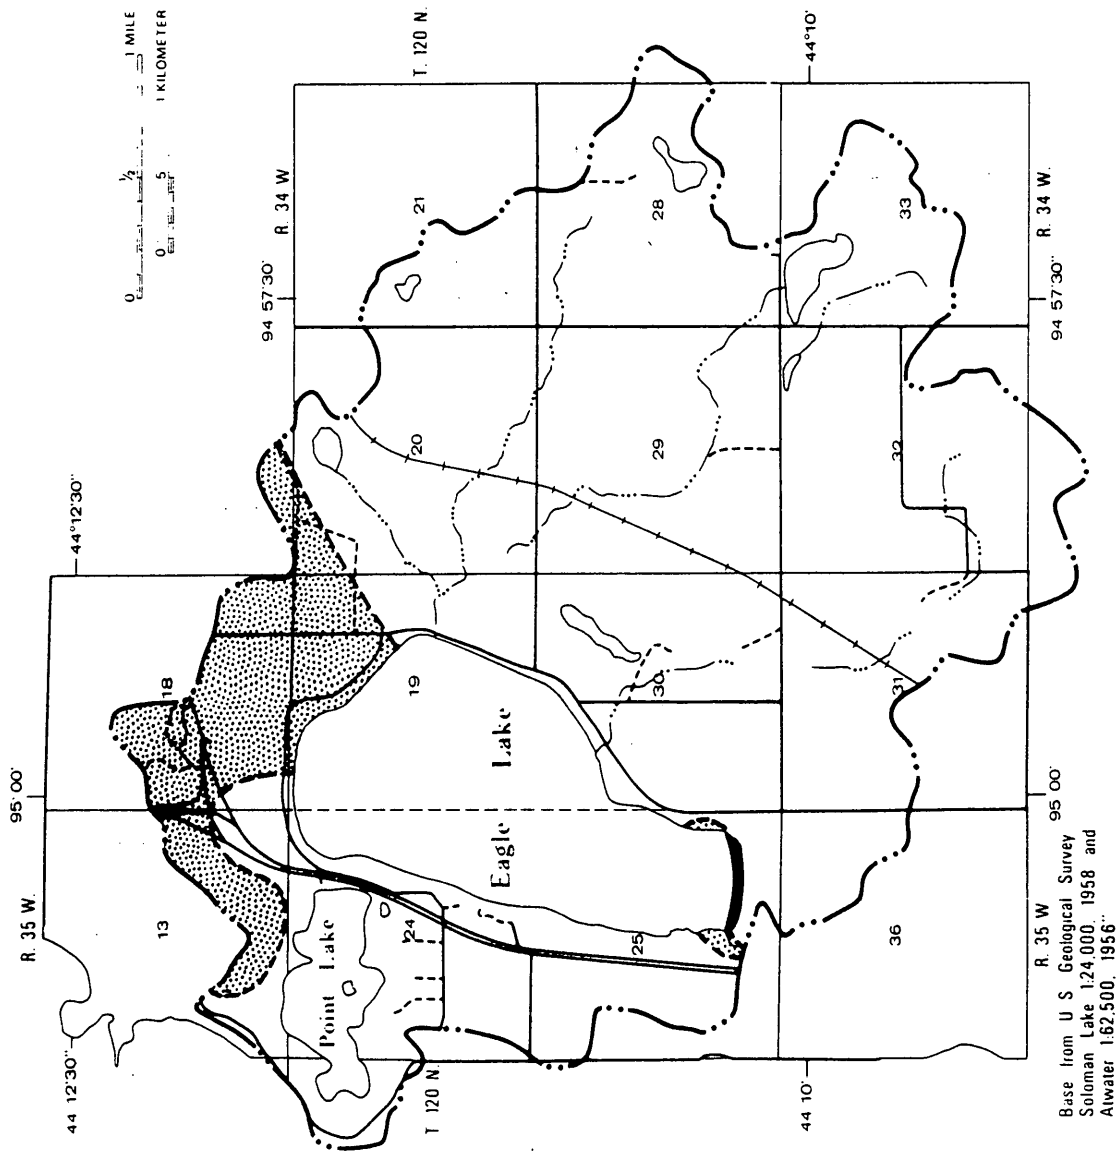 R. 35 W.
95 00'
44°12'30"
R. 34 W
94 57'30"
44 12'30"
T. 120 N.
13
18
20
21
Point Lake
24
19
Eagle Lake
25
30
29
28
T 120 N.
36
31
32
33
44 10'
44°10'
R. 35 W
95 00'
94 57'30"
R. 34 W.
0 ½ 1 MILE
0 5 1 KILOMETER
Base from U S Geological Survey
Soloman Lake 1:24,000, 1958 and
Atwater 1:62,500, 1956"